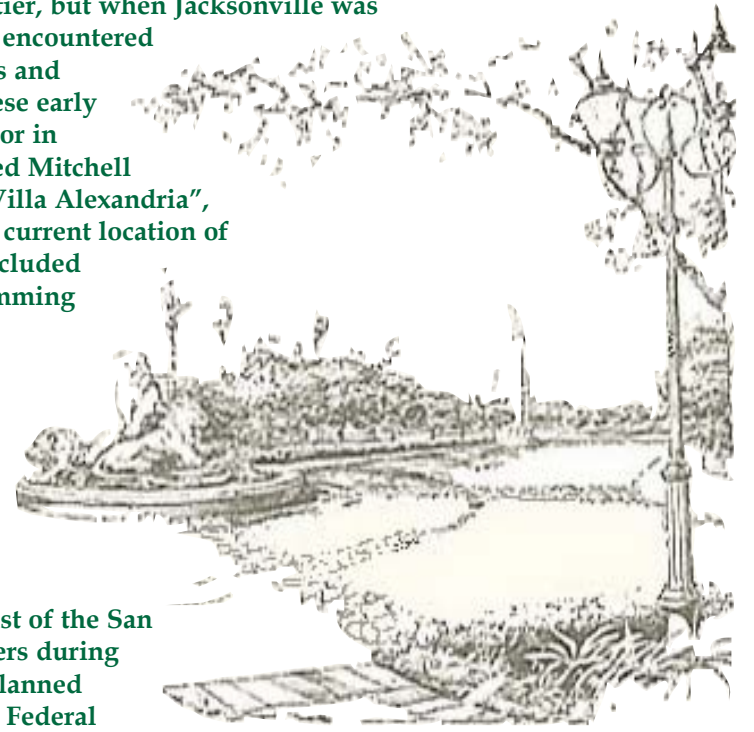 tier, but when Jacksonville was
encountered
s and
ese early
or in
ed Mitchell
Villa Alexandria”,
current location of
cluded
mming
st of the San
ers during
lanned
Federal